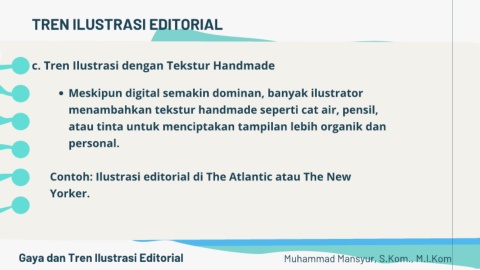 TREN ILUSTRASI EDITORIAL
c. Tren Ilustrasi dengan Tekstur Handmade
• Meskipun digital semakin dominan, banyak ilustrator
menambahkan tekstur handmade seperti cat air, pensil,
atau tinta untuk menciptakan tampilan lebih organik dan
personal.
Contoh: Ilustrasi editorial di The Atlantic atau The New
Yorker.
Gaya dan Tren Ilustrasi Editorial
Muhammad Mansyur, S.Kom., M.I.Kom